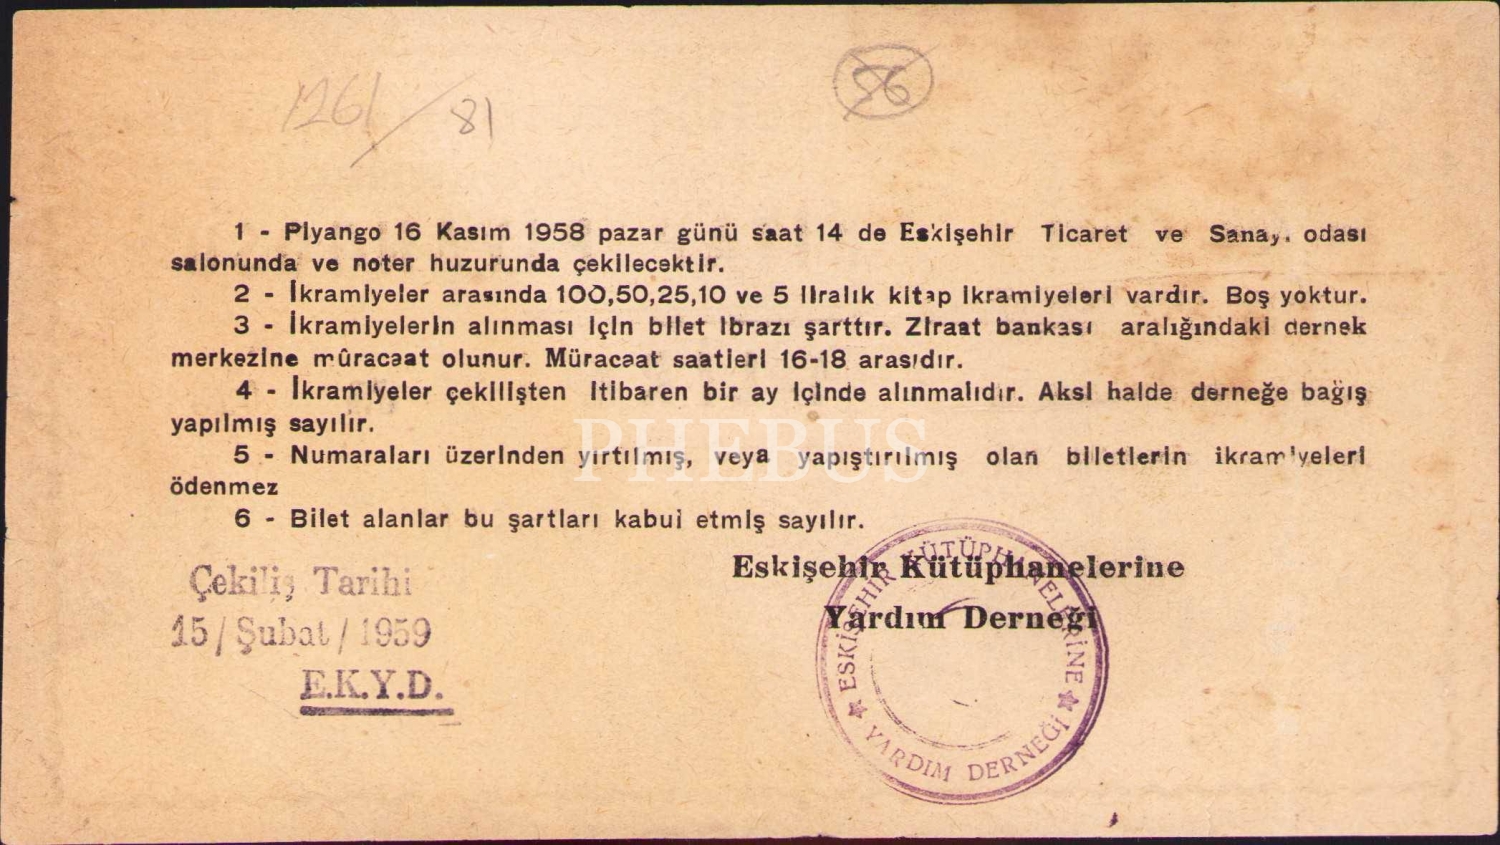 1261/81
56
1 - Piyango 16 Kasım 1958 pazar günü saat 14 de Eskişehir Ticaret ve Sanayi odası
salonunda ve noter huzurunda çekilecektir.
2 - İkramiyeler arasında 100,50,25,10 ve 5 liralık kitap ikramiyeleri vardır. Boş yoktur.
3 - İkramiyelerin alınması için bilet ibrazı şarttır. Ziraat bankası aralığındaki dernek
merkezine mûracaat olunur. Müracaat saatleri 16-18 arasıdır.
4 - İkramiyeler çekilişten itibaren bir ay içinde alınmalıdır. Aksi halde derneğe bağış
yapılmış sayılır.
PHEBUS
5 - Numaraları üzerinden yırtılmış, veya yapıştırılmış olan biletlerin ikramiyeleri
ödenmez
6 - Bilet alanlar bu şartları kabul etmiş sayılır.
Eskişehir Kütüphanelerine
Yardım Derneği
Çekiliş Tarihi
15/Şubat/1959
E.K.Y.D.
ESKİŞEHİR KÜTÜPHANELERİNE
YARDIM DERNEĞİ